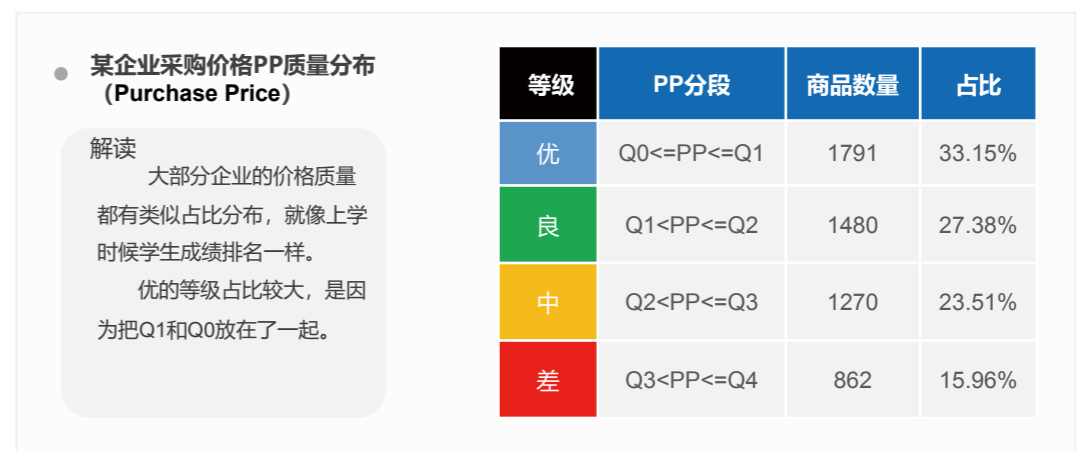 某企业采购价格PP质量分布
（Purchase Price）
解读
大部分企业的价格质量
都有类似占比分布，就像上学
时候学生成绩排名一样。
优的等级占比较大，是因
为把Q1和Q0放在了一起。
等级 PP分段 商品数量 占比
优 Q0<=PP<=Q1 1791 33.15%
良 Q1<PP<=Q2 1480 27.38%
中 Q2<PP<=Q3 1270 23.51%
差 Q3<PP<=Q4 862 15.96%